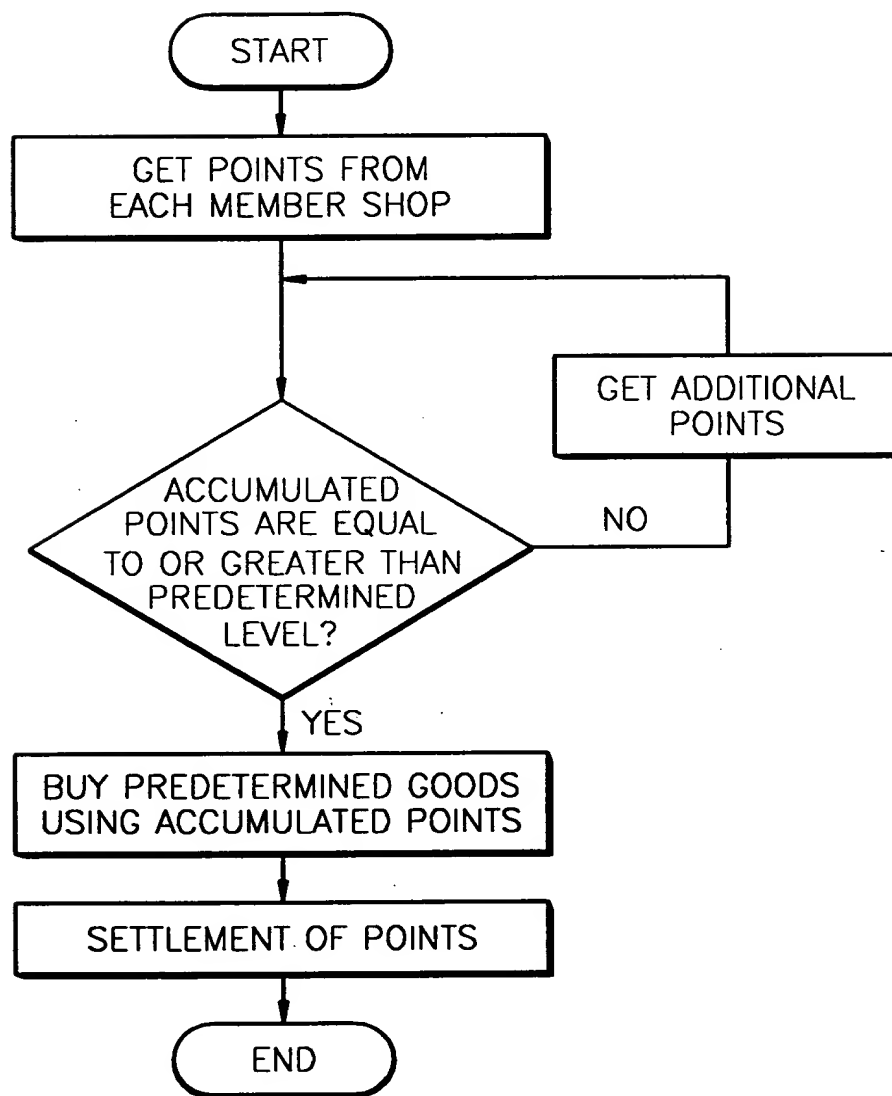 START
GET POINTS FROM
EACH MEMBER SHOP
GET ADDITIONAL
POINTS
ACCUMULATED
POINTS ARE EQUAL
TO OR GREATER THAN
PREDETERMINED
LEVEL?
NO
YES
BUY PREDETERMINED GOODS
USING ACCUMULATED POINTS
SETTLEMENT OF POINTS
END